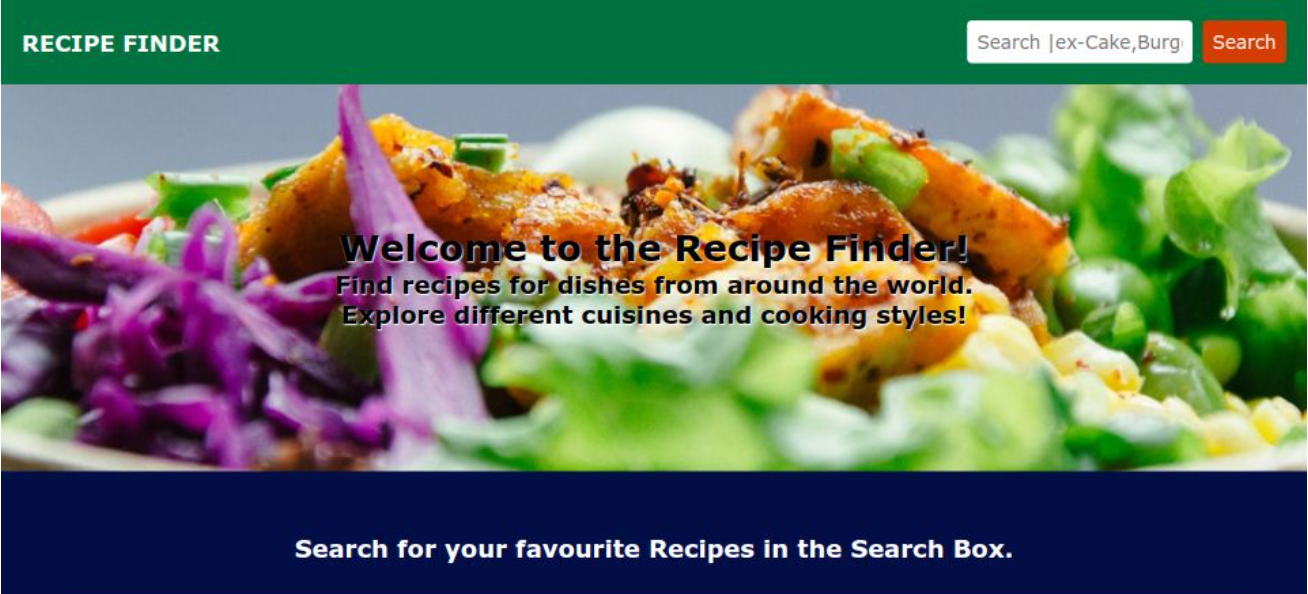 RECIPE FINDER
Search |ex-Cake,Burg
Search
Welcome to the Recipe Finder!
Find recipes for dishes from around the world.
Explore different cuisines and cooking styles!
Search for your favourite Recipes in the Search Box.